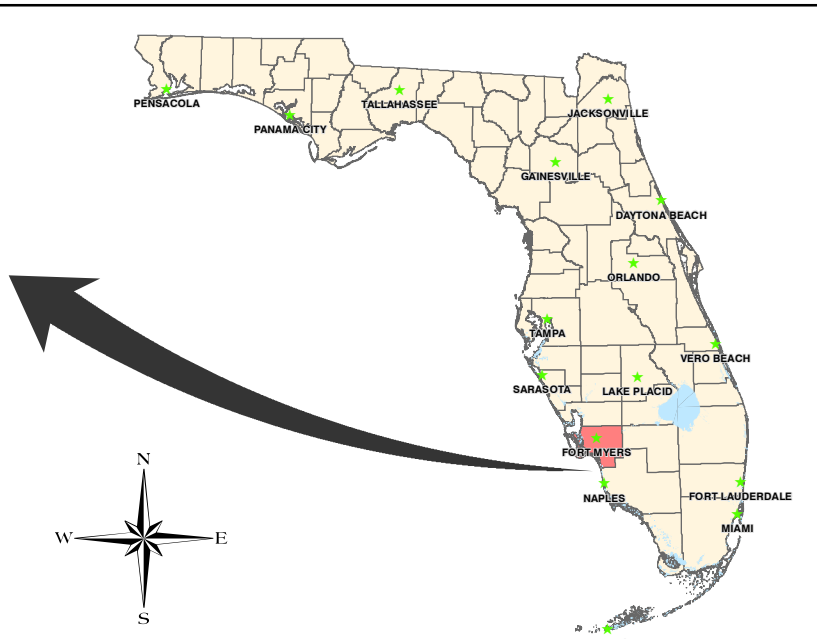 PENSACOLA
TALLAHASSEE
PANAMA CITY
JACKSONVILLE
GAINESVILLE
DAYTONA BEACH
ORLANDO
TAMPA
VERO BEACH
SARASOTA
LAKE PLACID
FORT MYERS
NAPLES
FORT LAUDERDALE
MIAMI
N
W
E
S